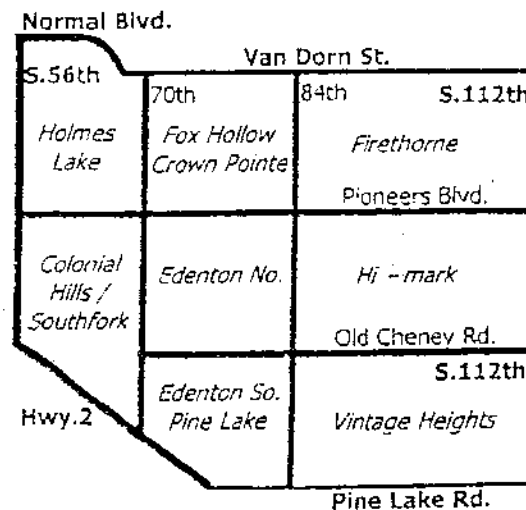 Normal Blvd.
Van Dorn St.
S.56th
70th
84th
S.112th
Holmes
Lake
Fox Hollow
Crown Pointe
Firethorne
Pioneers Blvd.
Colonial
Hills /
Southfork
Edenton No.
Hi - mark
Old Cheney Rd.
S.112th
Edenton So.
Pine Lake
Hwy.2
Vintage Heights
Pine Lake Rd.